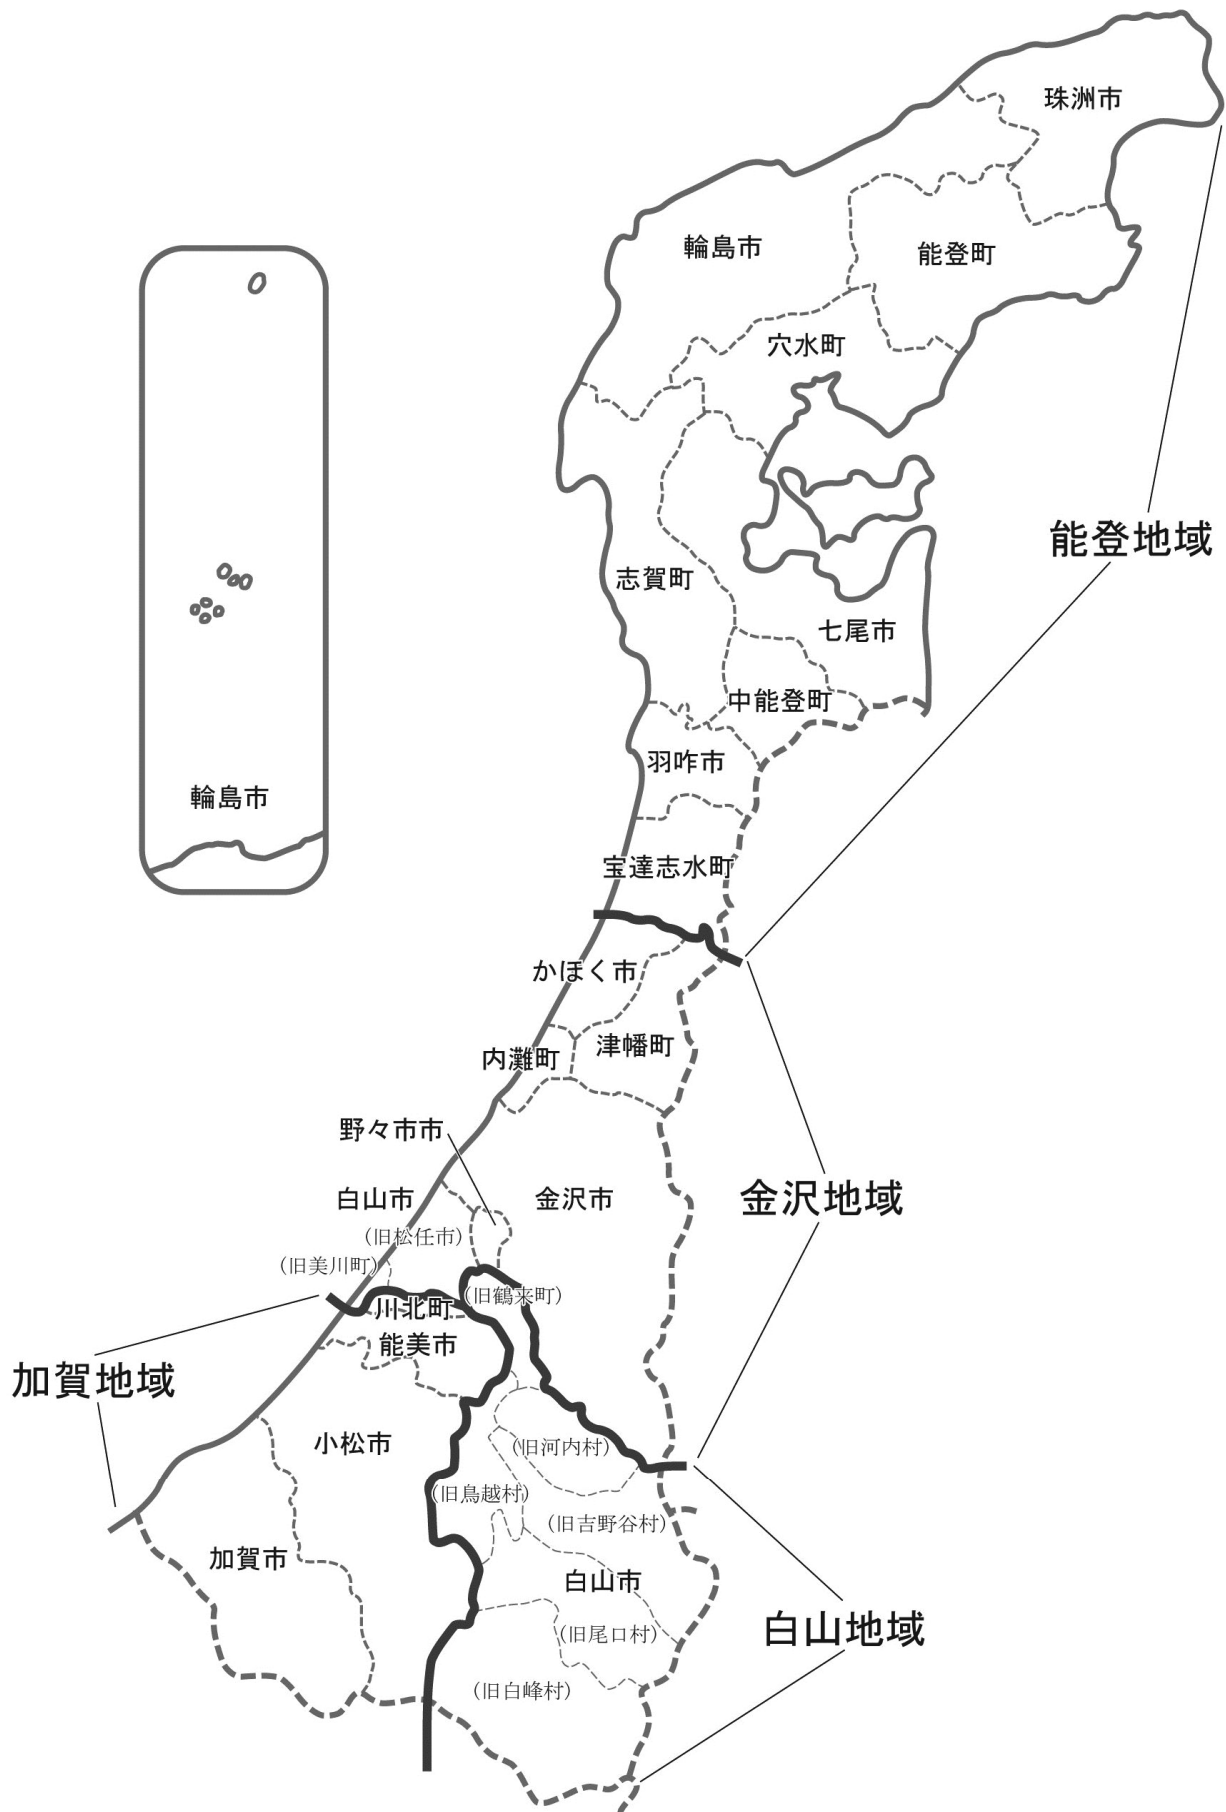 珠洲市
輪島市
能登町
穴水町
能登地域
志賀町
七尾市
中能登町
羽咋市
輪島市
宝達志水町
かほく市
津幡町
内灘町
野々市市
白山市
金沢市
金沢地域
(旧松任市)
(旧美川町)
(旧鶴来町)
川北町
能美市
加賀地域
小松市
(旧河内村)
(旧鳥越村)
(旧吉野谷村)
加賀市
白山市
白山地域
(旧尾口村)
(旧白峰村)